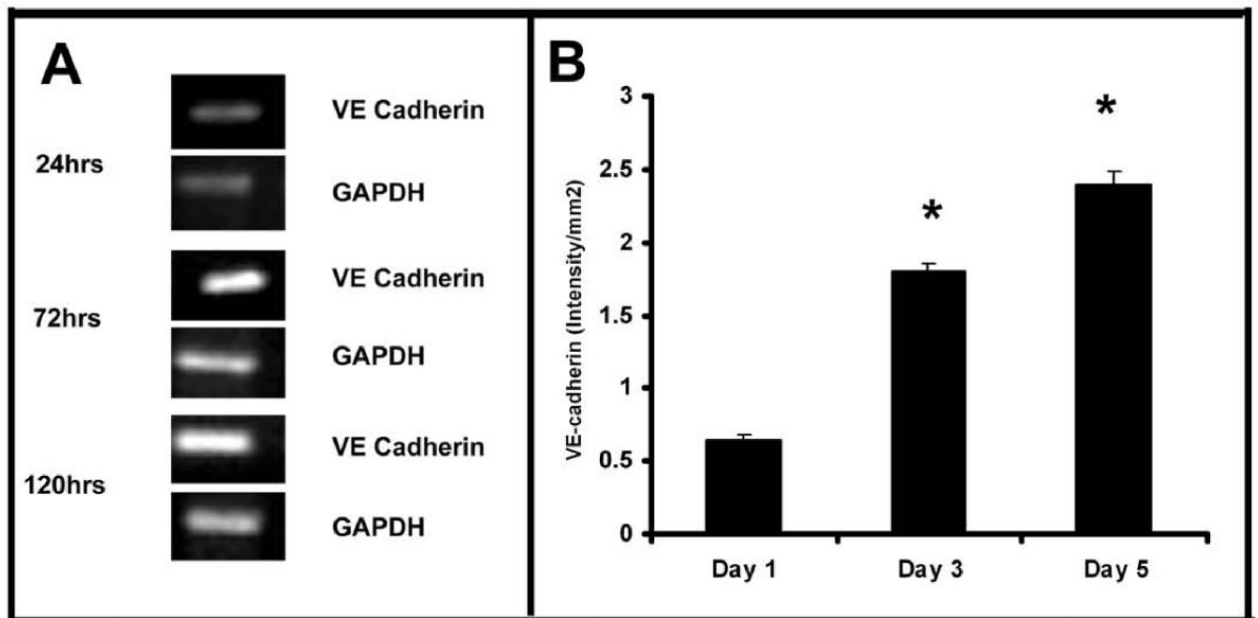 A
VE Cadherin
24hrs
GAPDH
VE Cadherin
72hrs
GAPDH
VE Cadherin
120hrs
GAPDH
B
*
*
VE-cadherin (Intensity/mm2)
3
2.5
2
1.5
1
0.5
0
Day 1 Day 3 Day 5